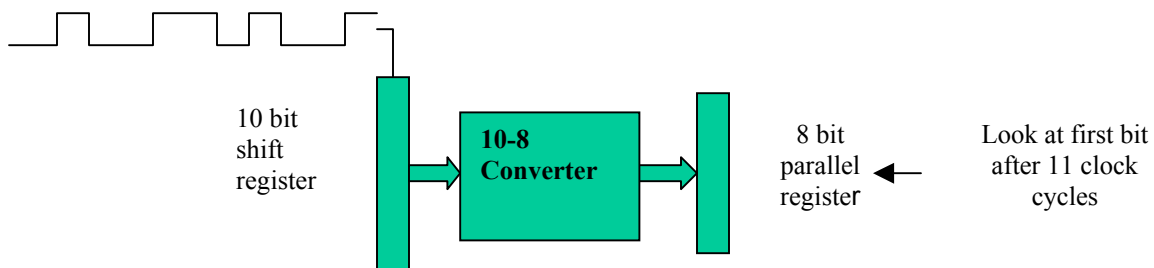 10 bit
shift
register
10-8
Converter
8 bit
parallel
register
Look at first bit
after 11 clock
cycles